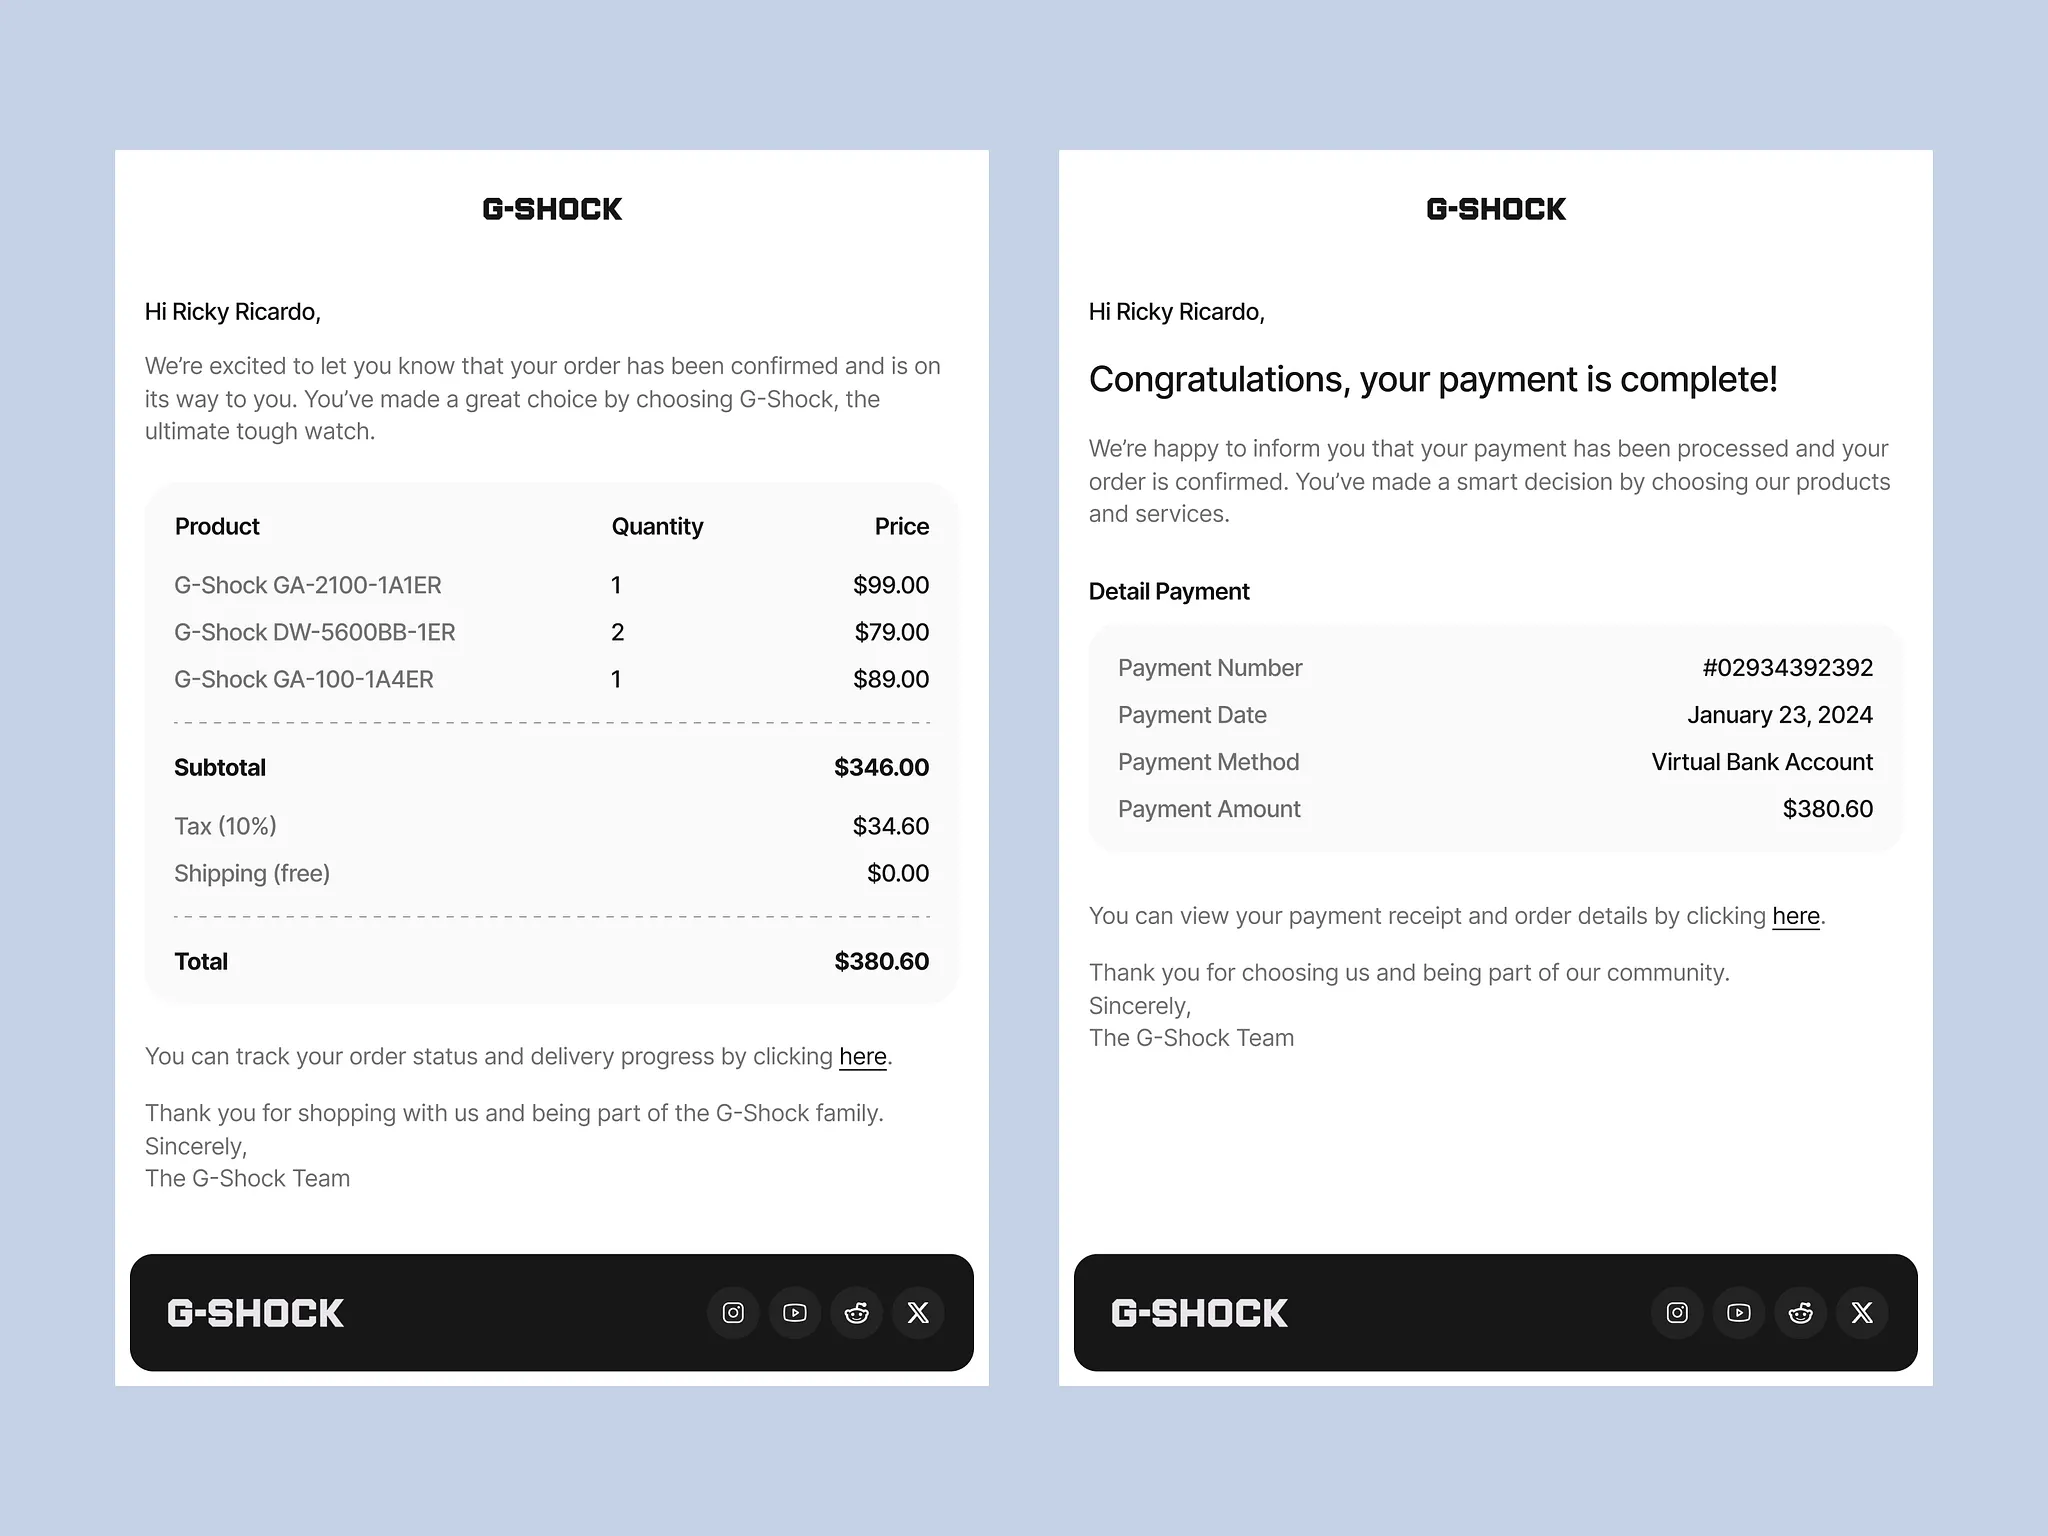 G-SHOCK
Hi Ricky Ricardo,
We’re excited to let you know that your order has been confirmed and is on
its way to you. You’ve made a great choice by choosing G-Shock, the
ultimate tough watch.
Product Quantity Price
G-Shock GA-2100-1A1ER 1 $99.00
G-Shock DW-5600BB-1ER 2 $79.00
G-Shock GA-100-1A4ER 1 $89.00
Subtotal $346.00
Tax (10%) $34.60
Shipping (free) $0.00
Total $380.60
You can track your order status and delivery progress by clicking here.
Thank you for shopping with us and being part of the G-Shock family.
Sincerely,
The G-Shock Team
G-SHOCK
G-SHOCK
Hi Ricky Ricardo,
Congratulations, your payment is complete!
We’re happy to inform you that your payment has been processed and your
order is confirmed. You’ve made a smart decision by choosing our products
and services.
Detail Payment
Payment Number #02934392392
Payment Date January 23, 2024
Payment Method Virtual Bank Account
Payment Amount $380.60
You can view your payment receipt and order details by clicking here.
Thank you for choosing us and being part of our community.
Sincerely,
The G-Shock Team
G-SHOCK